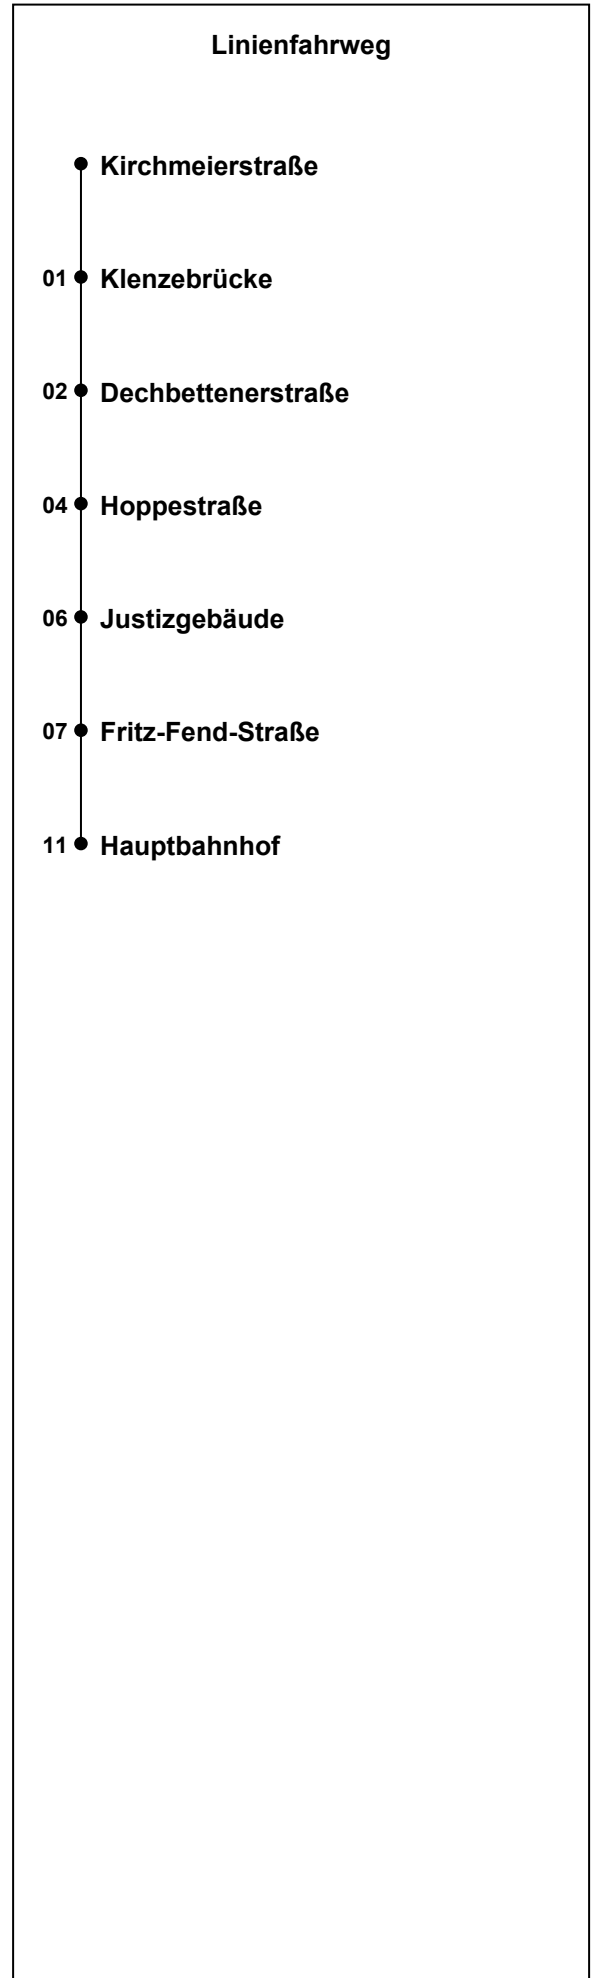 Linienfahrweg
Kirchmeierstraße
01 Klenzebrücke
02 Dechbettenerstraße
04 Hoppestraße
06 Justizgebäude
07 Fritz-Fend-Straße
11 Hauptbahnhof